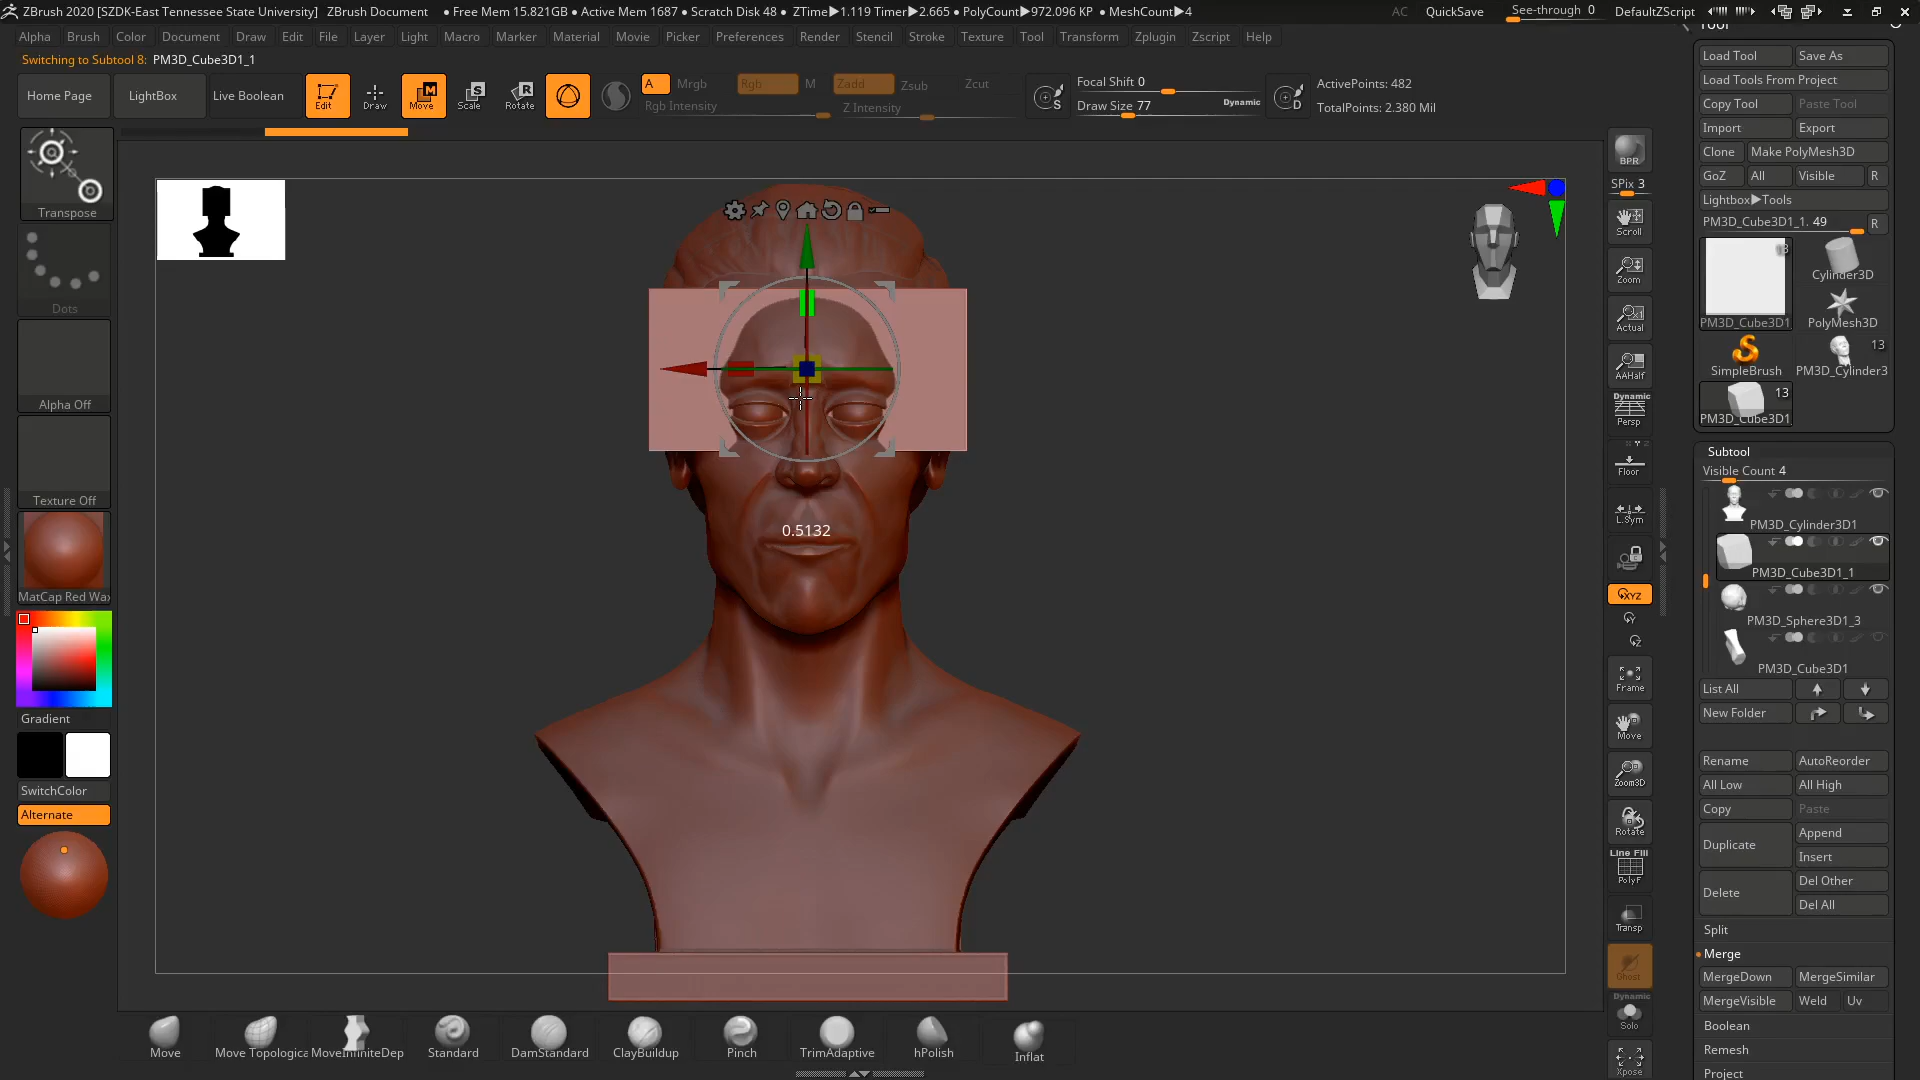 ZBrush 2020 [SZDK-East Tennessee State University] ZBrush Document • Free Mem 15.821GB • Active Mem 1687 • Scratch Disk 48 • ZTime▶1.119 Timer▶2.665 • PolyCount▶972.096 KP • MeshCount▶4 AC QuickSave See-through 0 DefaultZScript
Alpha Brush Color Document Draw Edit File Layer Light Macro Marker Material Movie Picker Preferences Render Stencil Stroke Texture Tool Transform Zplugin Zscript Help
Switching to Subtool 8: PM3D_Cube3D1_1
Home Page LightBox Live Boolean Edit Draw Move Scale Rotate A Mrgb Rgb M Zadd Zsub Zcut
Rgb Intensity Z Intensity
Focal Shift 0
Draw Size 77 Dynamic
ActivePoints: 482
TotalPoints: 2.380 Mil
Transpose
Dots
Alpha Off
Texture Off
MatCap Red Wax
Gradient
SwitchColor
Alternate
0.5132
BPR
SPix 3
Scroll
Zoom
Actual
AAHalf
Dynamic
Persp
Floor
L.Sym
XYZ
Frame
Move
Zoom3D
Rotate
Line Fill
PolyF
Transp
Ghost
Dynamic
Solo
Xpose
Tool
Load Tool Save As
Load Tools From Project
Copy Tool Paste Tool
Import Export
Clone Make PolyMesh3D
GoZ All Visible R
Lightbox▶Tools
PM3D_Cube3D1_1. 49 R
13
Cylinder3D
PM3D_Cube3D1 PolyMesh3D
13
SimpleBrush PM3D_Cylinder3
13
PM3D_Cube3D1
Subtool
Visible Count 4
PM3D_Cylinder3D1
PM3D_Cube3D1_1
PM3D_Sphere3D1_3
PM3D_Cube3D1
List All
New Folder
Rename AutoReorder
All Low All High
Copy Paste
Duplicate Append
Insert
Delete Del Other
Del All
Split
Merge
MergeDown MergeSimilar
MergeVisible Weld Uv
Boolean
Remesh
Project
Move Move Topologica MoveInfiniteDep Standard DamStandard ClayBuildup Pinch TrimAdaptive hPolish Inflat